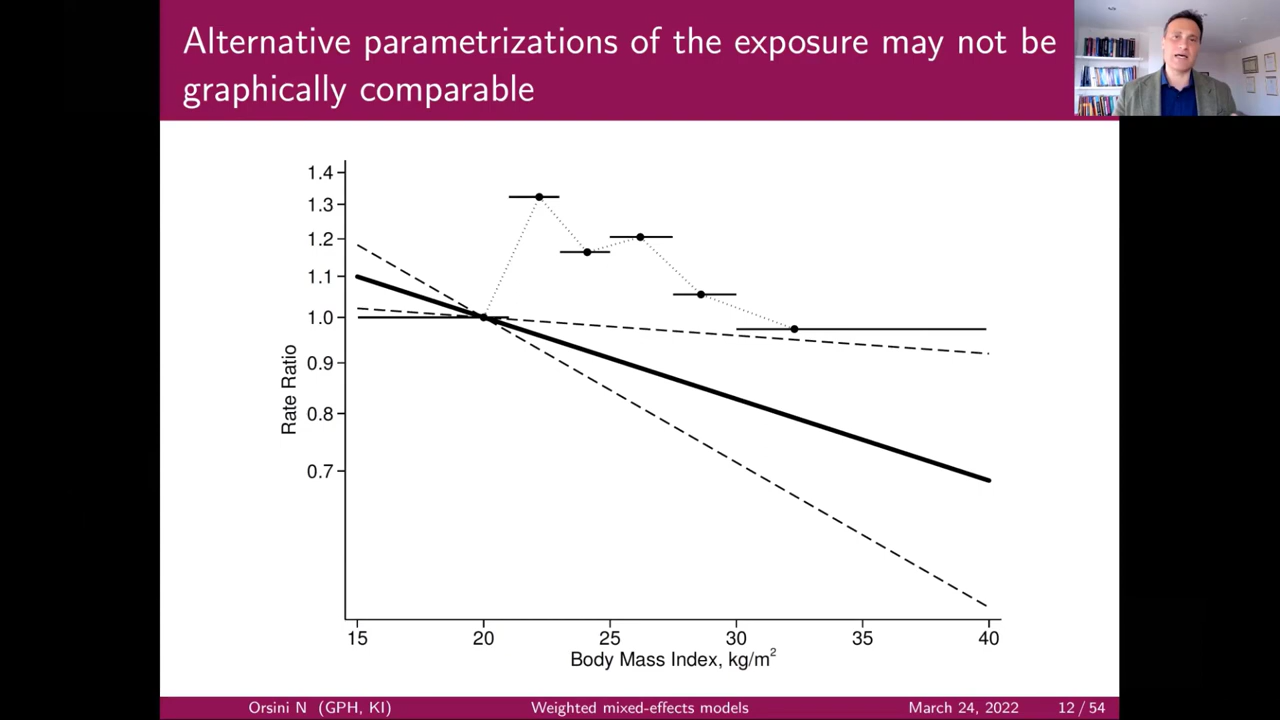 Alternative parametrizations of the exposure may not be
graphically comparable
1.4
1.3
1.2
1.1
1.0
0.9
0.8
0.7
Rate Ratio
15 20 25 30 35 40
Body Mass Index, kg/m²
Orsini N (GPH, KI) Weighted mixed-effects models March 24, 2022 12 / 54